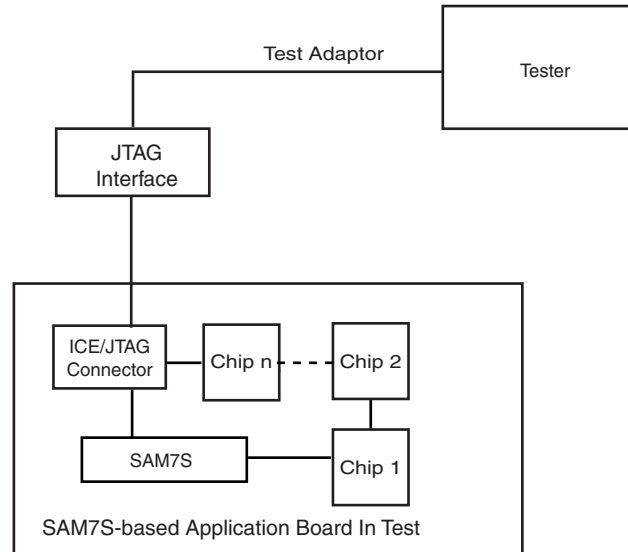 Test Adaptor
Tester
JTAG
Interface
ICE/JTAG
Connector
Chip n
Chip 2
SAM7S
Chip 1
SAM7S-based Application Board In Test